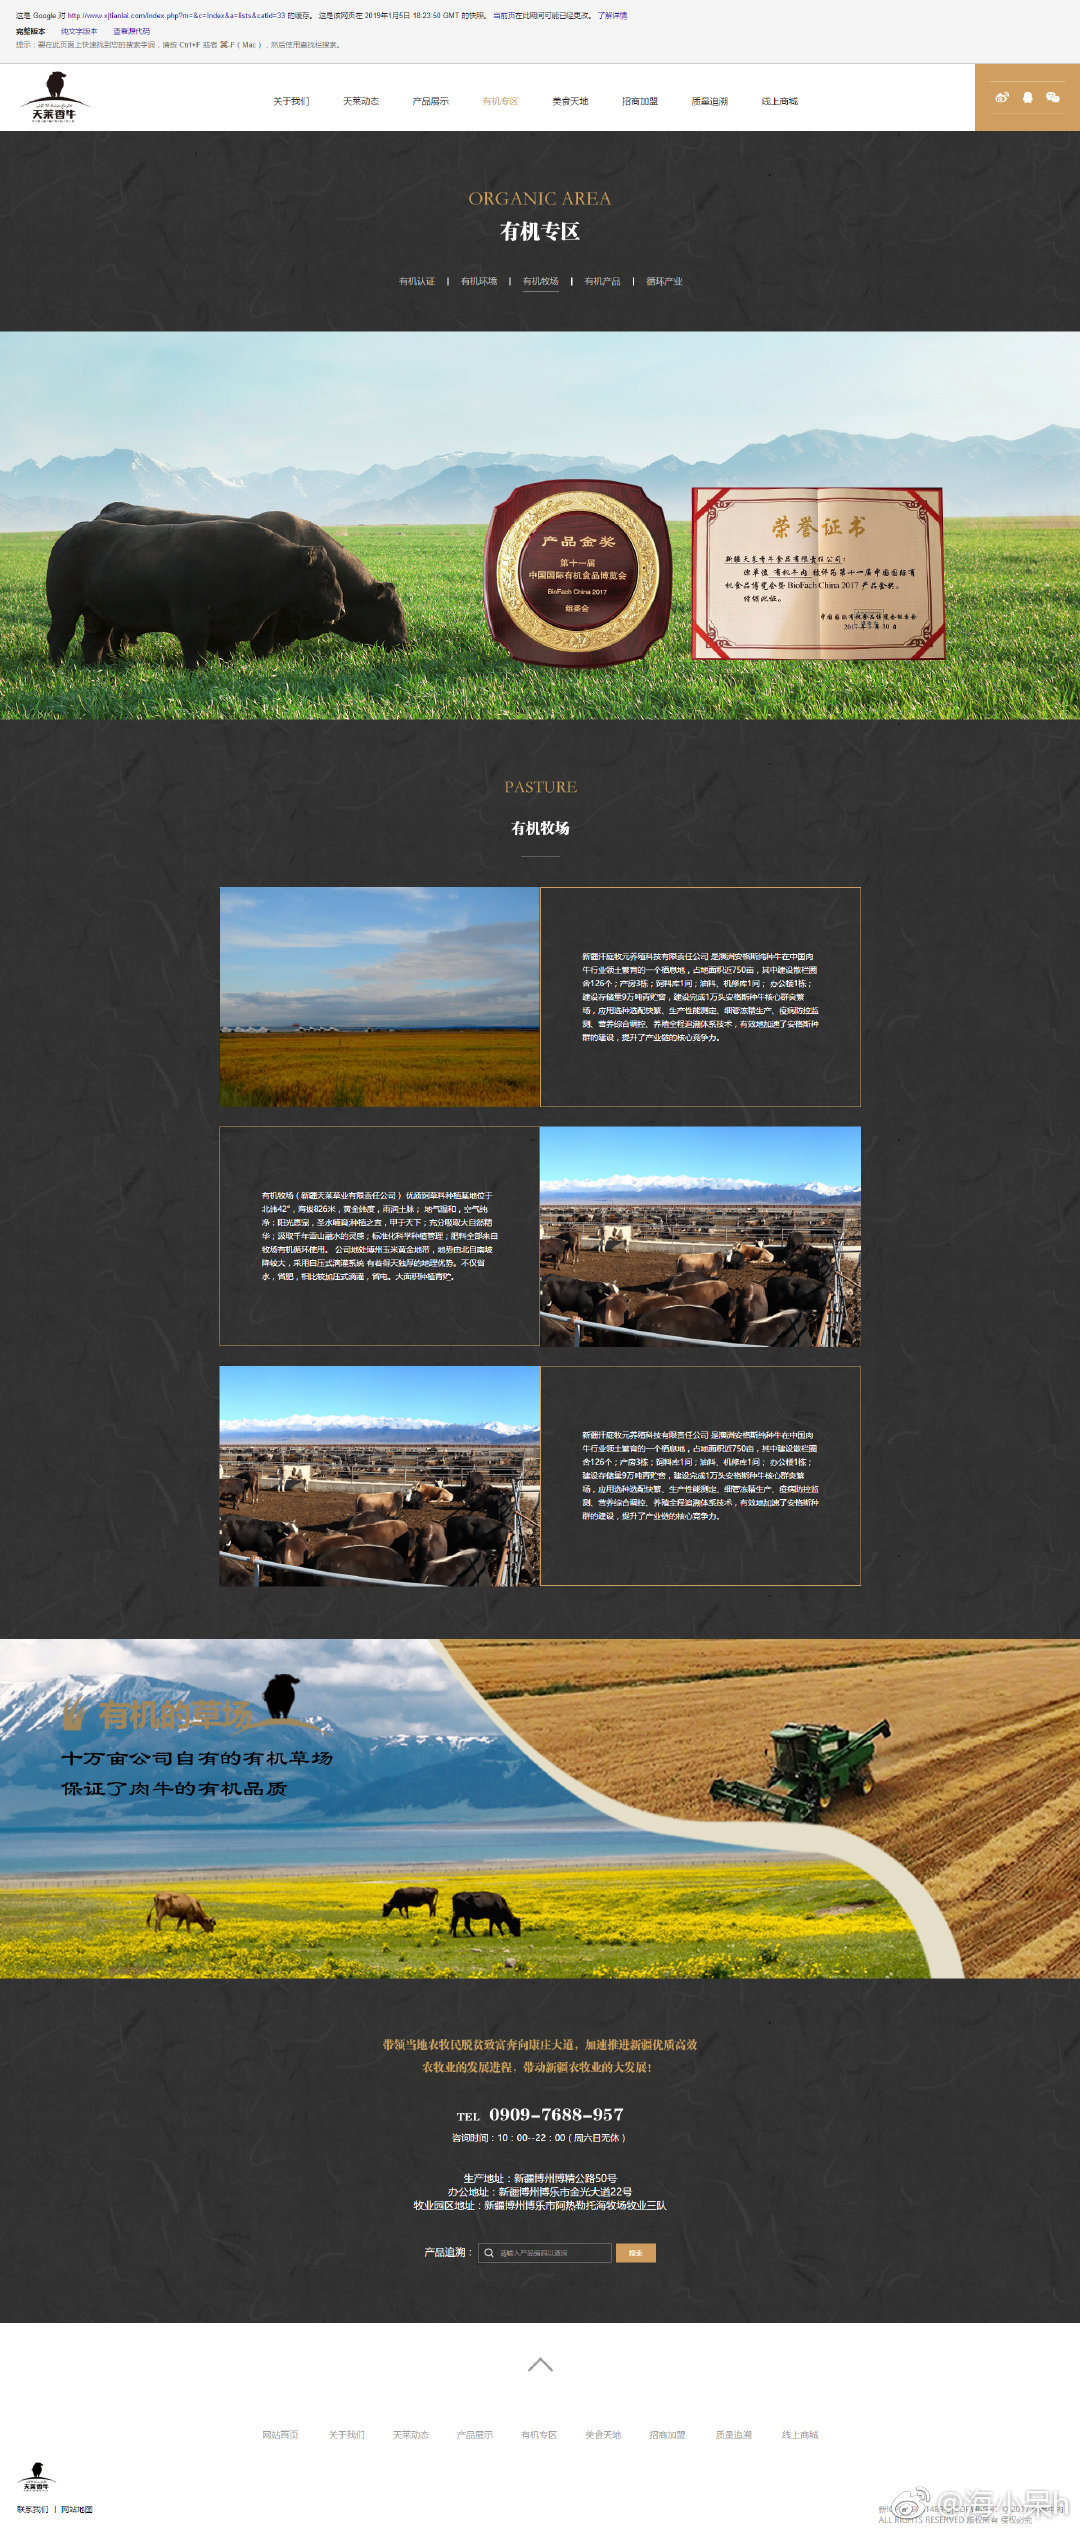 这是 Google 对 http://www.xjtianlai.com/index.php?m=&c=Index&a=lists&catid=33 的缓存。 这是该网页在 2019年1月5日 18:23:50 GMT 的快照。 当前页在此期间可能已经更改。 了解详情
完整版本 纯文字版本 查看源代码
提示：要在此页面上快速找到您的搜索字词，请按 Ctrl+F 或者 ⌘-F（Mac），然后使用查找栏搜索。
天莱香牛
关于我们 天莱动态 产品展示 有机专区 美食天地 招商加盟 质量追溯 线上商城
ORGANIC AREA
有机专区
有机认证 | 有机环境 | 有机牧场 | 有机产品 | 循环产业
产品金奖
第十一届
中国国际有机食品博览会
BioFach China 2017
组委会
荣誉证书
新疆天莱香牛食品有限责任公司：
你单位 有机牛肉 被评为第十一届中国国际有
机食品博览会暨 BioFach China 2017 产品金奖。
特颁此证。
中国国际有机食品博览会组委会
PASTURE
有机牧场
新疆汗庭牧元养殖科技有限责任公司 是澳洲安格斯纯种牛在中国肉
牛行业领土繁育的一个栖息地，占地面积近750亩，其中建设散栏圈
舍126个；产房3栋；饲料库1间；油料、机修库1间； 办公楼1栋；
建设存储量9万吨青贮窖，建设完成1万头安格斯种牛核心群类繁
场，应用选种选配快繁、生产性能测定、细管冻精生产、疫病防控监
测、营养综合调控、养殖全程追溯体系技术，有效地加速了安格斯种
群的建设，提升了产业链的核心竞争力。
有机牧场（新疆天莱草业有限责任公司） 优质饲草料种植基地位于
北纬42°，海拔826米，黄金纬度，雨润土脉； 地气温和，空气纯
净；阳光恩宠，圣水哺育种植之宜，甲于天下；充分吸取大自然精
华；汲取千年雪山融水的灵感；标准化科学种植管理；肥料全部来自
牧场有机循环使用。 公司地处博州玉米黄金地带，地势由北自南坡
降较大，采用自压式滴灌系统 有着得天独厚的地理优势。不仅省
水，省肥，相比较加压式滴灌，省电。大面积种植青贮。
新疆汗庭牧元养殖科技有限责任公司 是澳洲安格斯纯种牛在中国肉
牛行业领土繁育的一个栖息地，占地面积近750亩，其中建设散栏圈
舍126个；产房3栋；饲料库1间；油料、机修库1间； 办公楼1栋；
建设存储量9万吨青贮窖，建设完成1万头安格斯种牛核心群类繁
场，应用选种选配快繁、生产性能测定、细管冻精生产、疫病防控监
测、营养综合调控、养殖全程追溯体系技术，有效地加速了安格斯种
群的建设，提升了产业链的核心竞争力。
有机的草场
十万亩公司自有的有机草场
保证了肉牛的有机品质
带领当地农牧民脱贫致富奔向康庄大道，加速推进新疆优质高效
农牧业的发展进程，带动新疆农牧业的大发展！
TEL 0909-7688-957
咨询时间：10：00--22：00（周六日无休）
生产地址：新疆博州博精公路50号
办公地址：新疆博州博乐市金光大道22号
牧业园区地址：新疆博州博乐市阿热勒托海牧场牧业三队
产品追溯： 请输入产品编码以查询 搜索
网站首页 关于我们 天莱动态 产品展示 有机专区 美食天地 招商加盟 质量追溯 线上商城
天莱香牛
联系我们 | 网站地图
@海小呆h
ALL RIGHTS RESERVED 版权所有 侵权必究